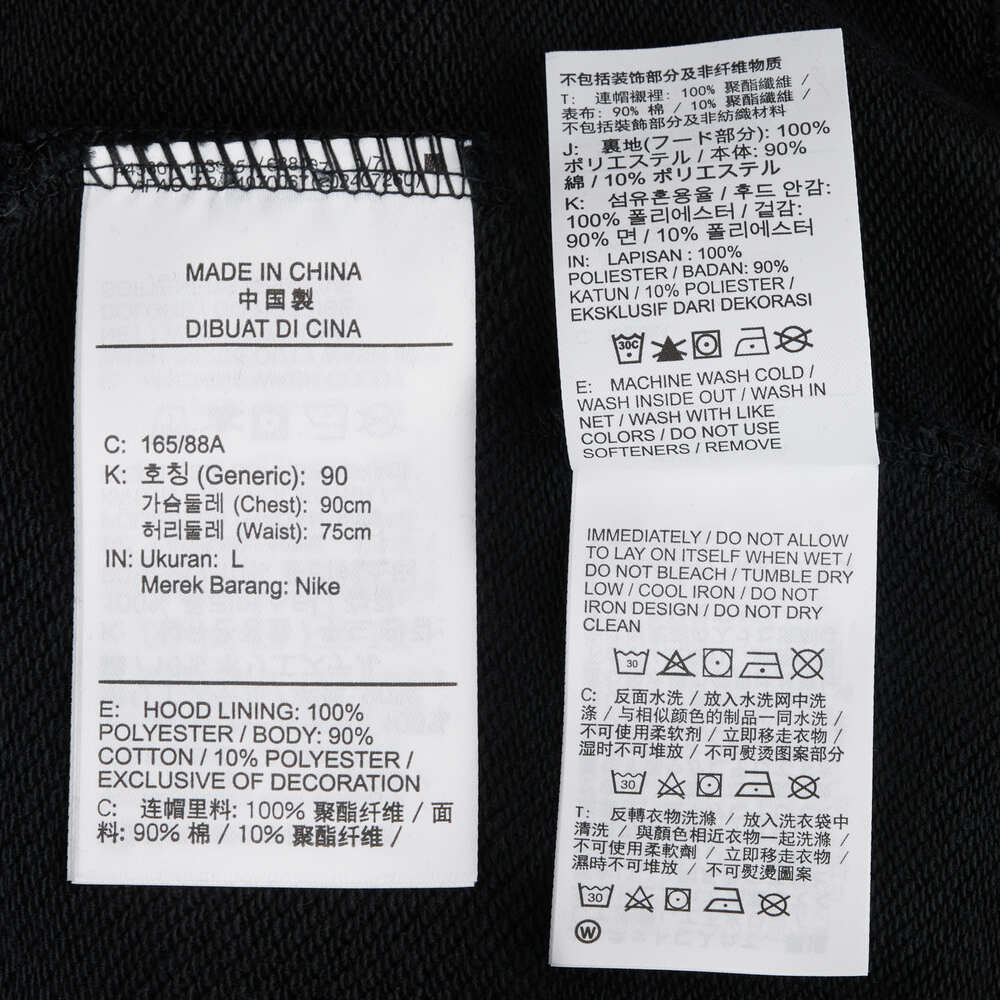 MADE IN CHINA
中国製
DIBUAT DI CINA
C: 165/88A
K: 호칭 (Generic): 90
가슴둘레 (Chest): 90cm
허리둘레 (Waist): 75cm
IN: Ukuran: L
Merek Barang: Nike
E: HOOD LINING: 100%
POLYESTER / BODY: 90%
COTTON / 10% POLYESTER /
EXCLUSIVE OF DECORATION
C: 连帽里料: 100% 聚酯纤维 / 面
料: 90% 棉 / 10% 聚酯纤维 /
不包括装饰部分及非纤维物质
T: 連帽襯裡: 100% 聚酯纖維 /
表布: 90% 棉 / 10% 聚酯纖維 /
不包括裝飾部分及非紡織材料
J: 裏地(フード部分): 100%
ポリエステル / 本体: 90%
綿 / 10% ポリエステル
K: 섬유혼용율 / 후드 안감:
100% 폴리에스터 / 겉감:
90% 면 / 10% 폴리에스터
IN: LAPISAN : 100%
POLIESTER / BADAN: 90%
KATUN / 10% POLIESTER /
EKSKLUSIF DARI DEKORASI
30C
E: MACHINE WASH COLD /
WASH INSIDE OUT / WASH IN
NET / WASH WITH LIKE
COLORS / DO NOT USE
SOFTENERS / REMOVE
IMMEDIATELY / DO NOT ALLOW
TO LAY ON ITSELF WHEN WET /
DO NOT BLEACH / TUMBLE DRY
LOW / COOL IRON / DO NOT
IRON DESIGN / DO NOT DRY
CLEAN
30
C: 反面水洗 / 放入水洗网中洗
涤 / 与相似颜色的制品一同水洗 /
不可使用柔软剂 / 立即移走衣物 /
湿时不可堆放 / 不可熨烫图案部分
30
T: 反轉衣物洗滌 / 放入洗衣袋中
清洗 / 與顏色相近衣物一起洗滌 /
不可使用柔軟劑 / 立即移走衣物 /
濕時不可堆放 / 不可熨燙圖案
30
W